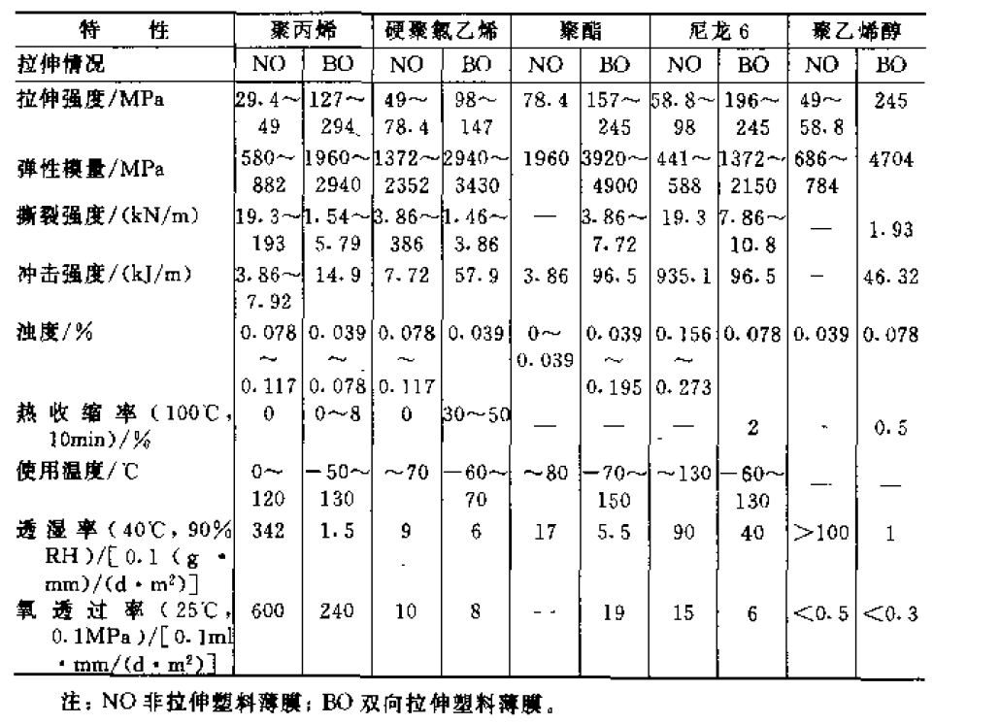 特 性 聚丙烯 硬聚氯乙烯 聚酯 尼龙6 聚乙烯醇
拉伸情况 NO BO NO BO NO BO NO BO NO BO
拉伸强度/MPa 29.4～ 127～ 49～ 98～ 78.4 157～ 58.8～ 196～ 49～ 245
49 294 78.4 147 245 98 245 58.8
弹性模量/MPa 580～ 1960～ 1372～ 2940～ 1960 3920～ 441～ 1372～ 686～ 4704
882 2940 2352 3430 4900 588 2150 784
撕裂强度/(kN/m) 19.3～ 1.54～ 3.86～ 1.46～ — 3.86～ 19.3 7.86～ — 1.93
193 5.79 386 3.86 7.72 10.8
冲击强度/(kJ/m) 3.86～ 14.9 7.72 57.9 3.86 96.5 935.1 96.5 — 46.32
7.92
浊度/% 0.078 0.039 0.078 0.039 0～ 0.039 0.156 0.078 0.039 0.078
～ ～ ～ 0.039 ～ ～
0.117 0.078 0.117 0.195 0.273
热收缩率(100℃, 0 0～8 0 30～50 — — — 2 - 0.5
10min)/%
使用温度/℃ 0～ －50～ ～70 －60～ ～80 －70～ ～130 －60～ — —
120 130 70 150 130
透湿率(40℃,90% 342 1.5 9 6 17 5.5 90 40 ＞100 1
RH)/[0.1(g·
mm)/(d·m²)]
氧透过率(25℃, 600 240 10 8 -- 19 15 6 ＜0.5 ＜0.3
0.1MPa)/[0.1ml
·mm/(d·m²)]
注：NO非拉伸塑料薄膜；BO双向拉伸塑料薄膜。